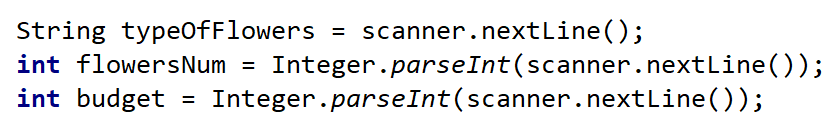 String typeOfFlowers = scanner.nextLine();
int flowersNum = Integer.parseInt(scanner.nextLine());
int budget = Integer.parseInt(scanner.nextLine());